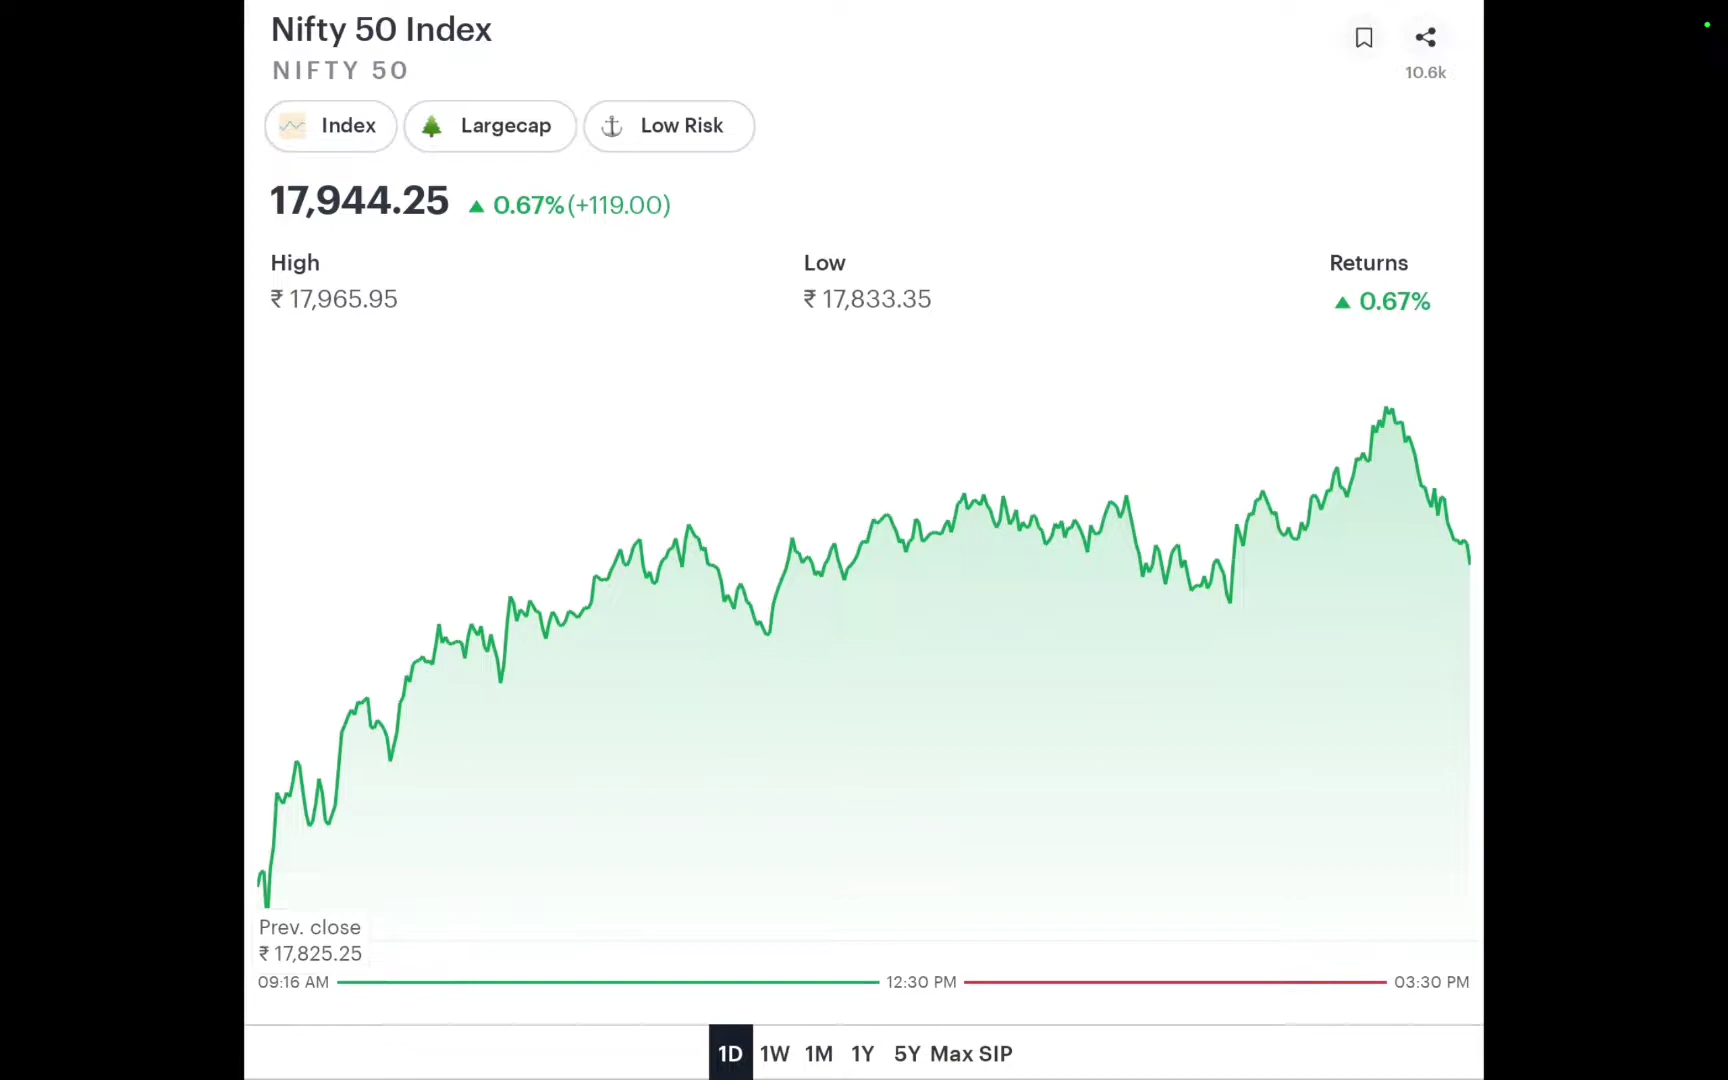 Nifty 50 Index
NIFTY 50
10.6k
Index Largecap Low Risk
17,944.25 ▲ 0.67% (+119.00)
High Low Returns
₹ 17,965.95 ₹ 17,833.35 ▲ 0.67%
Prev. close
₹ 17,825.25
09:16 AM 12:30 PM 03:30 PM
1D 1W 1M 1Y 5Y Max SIP